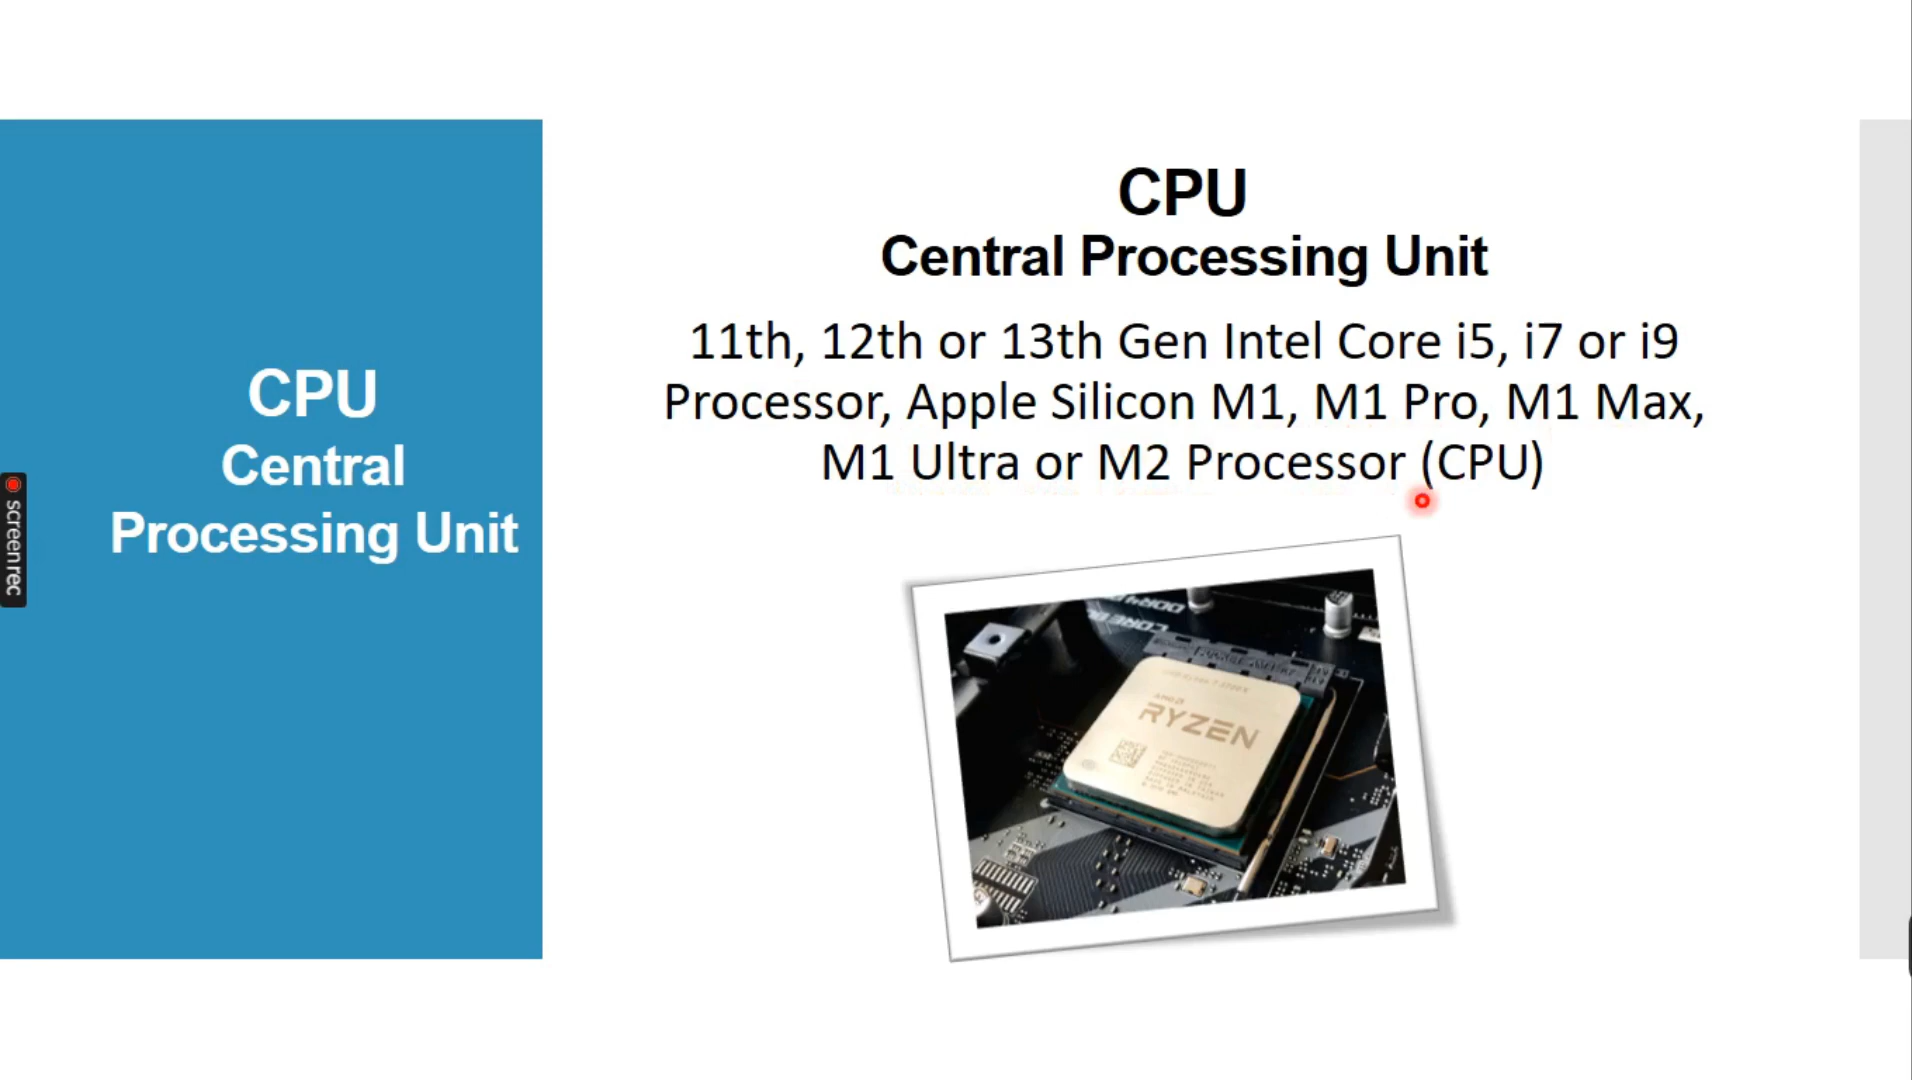 CPU
Central
Processing Unit
CPU
Central Processing Unit
11th, 12th or 13th Gen Intel Core i5, i7 or i9
Processor, Apple Silicon M1, M1 Pro, M1 Max,
M1 Ultra or M2 Processor (CPU)
AMD
RYZEN
screenrec